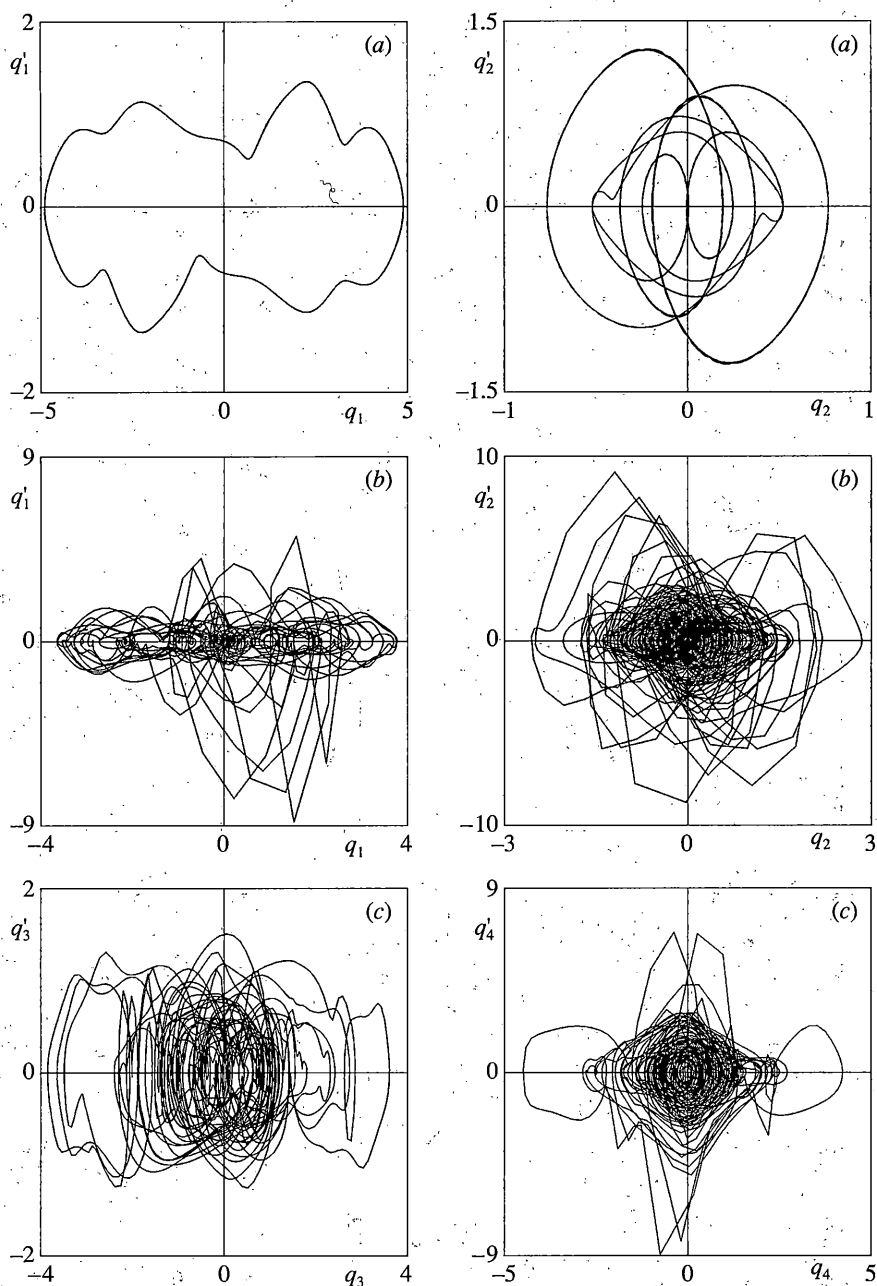 2 (a)
q′₁
0
−2
−5 0 q₁ 5
1.5 (a)
q′₂
0
−1.5
−1 0 q₂ 1
9 (b)
q′₁
0
−9
−4 0 q₁ 4
10 (b)
q′₂
0
−10
−3 0 q₂ 3
2 (c)
q′₃
0
−2
−4 0 q₃ 4
9 (c)
q′₄
0
−9
−5 0 q₄ 5